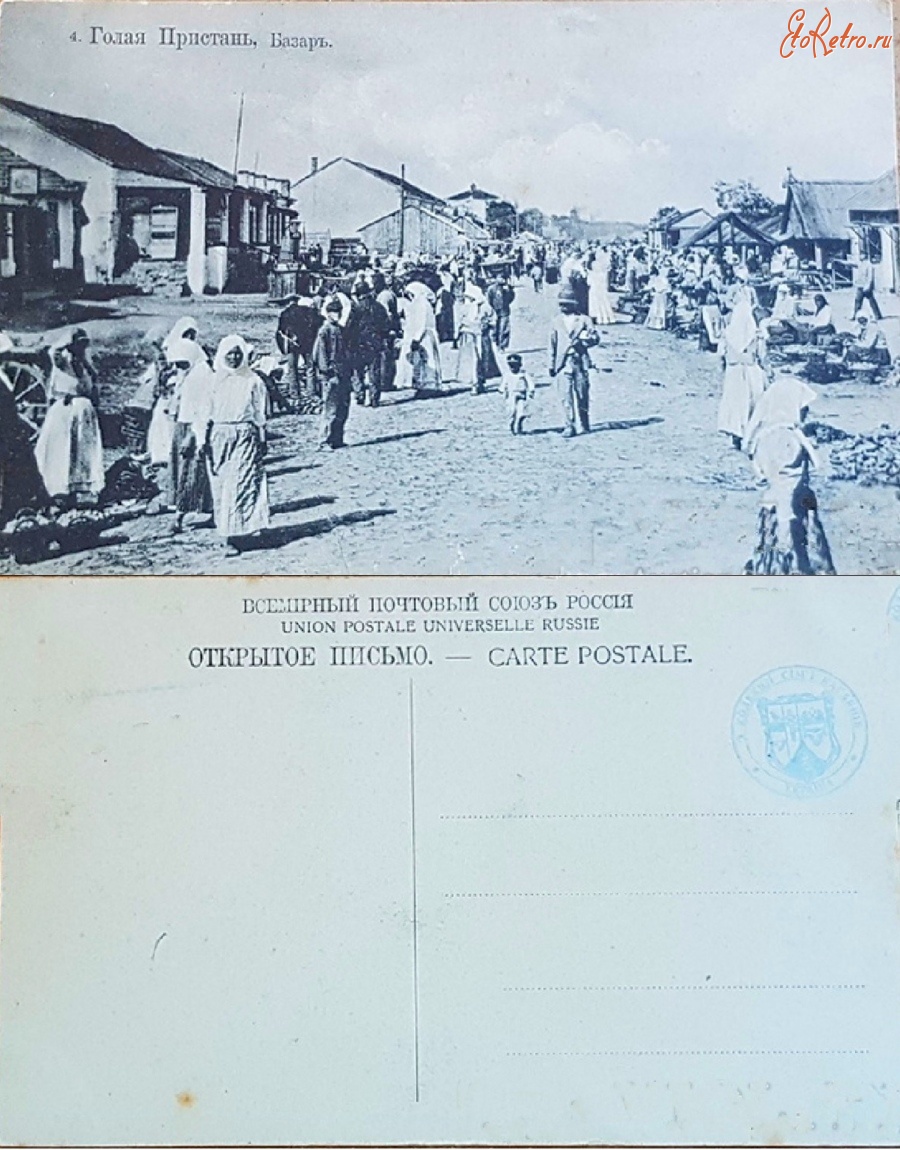 4. Голая Пристань, Базаръ.
EtoRetro.ru
ВСЕМІРНЫЙ ПОЧТОВЫЙ СОЮЗЪ РОССІЯ
UNION POSTALE UNIVERSELLE RUSSIE
ОТКРЫТОЕ ПИСЬМО. — CARTE POSTALE.